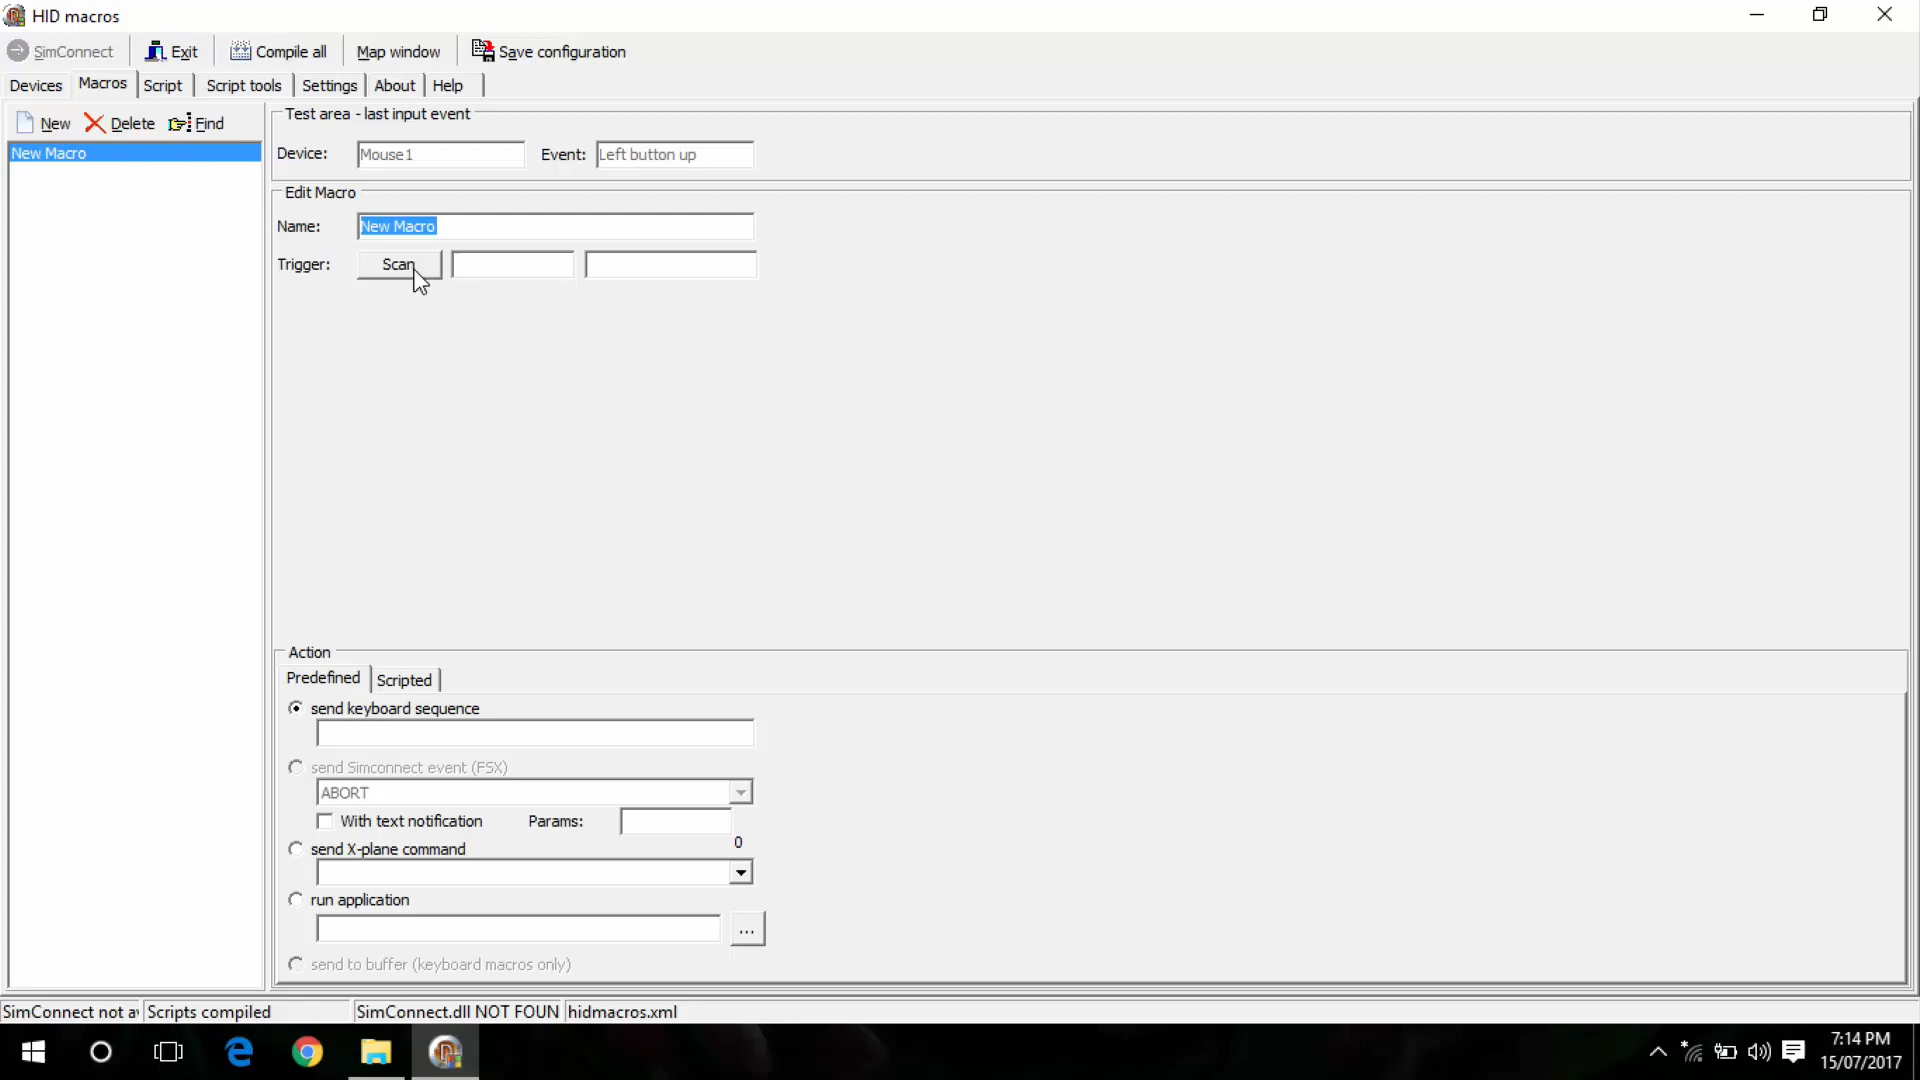 HID macros
SimConnect Exit Compile all Map window Save configuration
Devices Macros Script Script tools Settings About Help
New Delete Find
New Macro
Test area - last input event
Device: Mouse1 Event: Left button up
Edit Macro
Name: New Macro
Trigger: Scan
Action
Predefined Scripted
send keyboard sequence
send Simconnect event (FSX)
ABORT
With text notification Params:
0
send X-plane command
run application
...
send to buffer (keyboard macros only)
SimConnect not a Scripts compiled SimConnect.dll NOT FOUN hidmacros.xml
7:14 PM
15/07/2017